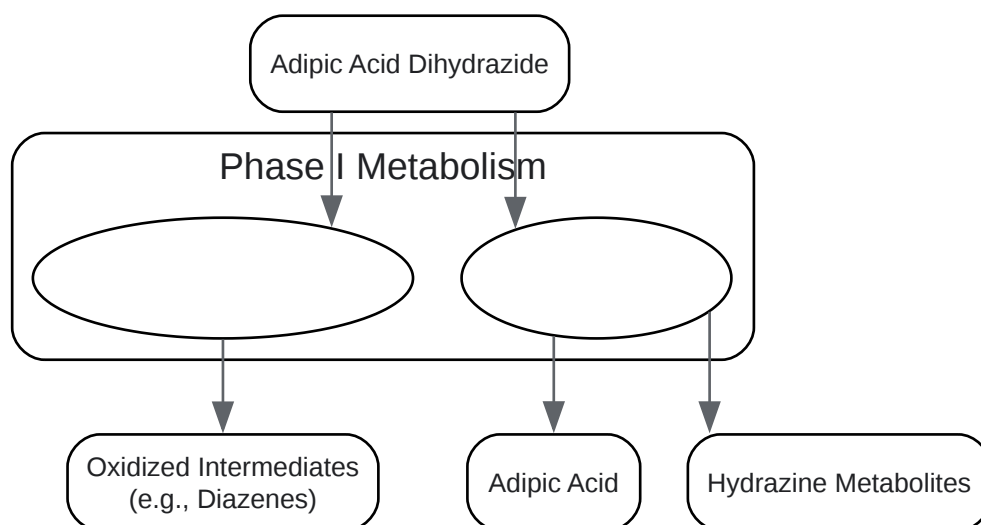 Adipic Acid Dihydrazide
Phase I Metabolism
Oxidized Intermediates
(e.g., Diazenes)
Adipic Acid
Hydrazine Metabolites